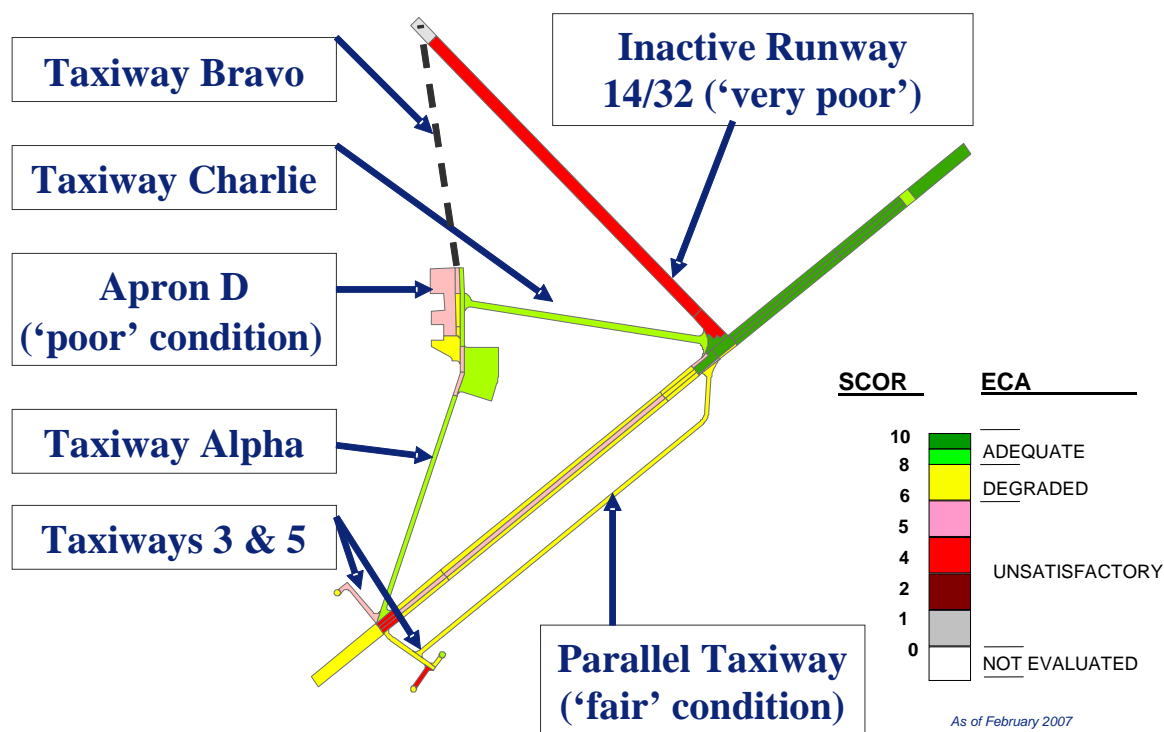 Taxiway Bravo
Inactive Runway
14/32 (‘very poor’)
Taxiway Charlie
Apron D
(‘poor’ condition)
Taxiway Alpha
Taxiways 3 & 5
Parallel Taxiway
(‘fair’ condition)
SCOR ECA
10
ADEQUATE
8
DEGRADED
6
5
4
UNSATISFACTORY
2
1
0
NOT EVALUATED
As of February 2007